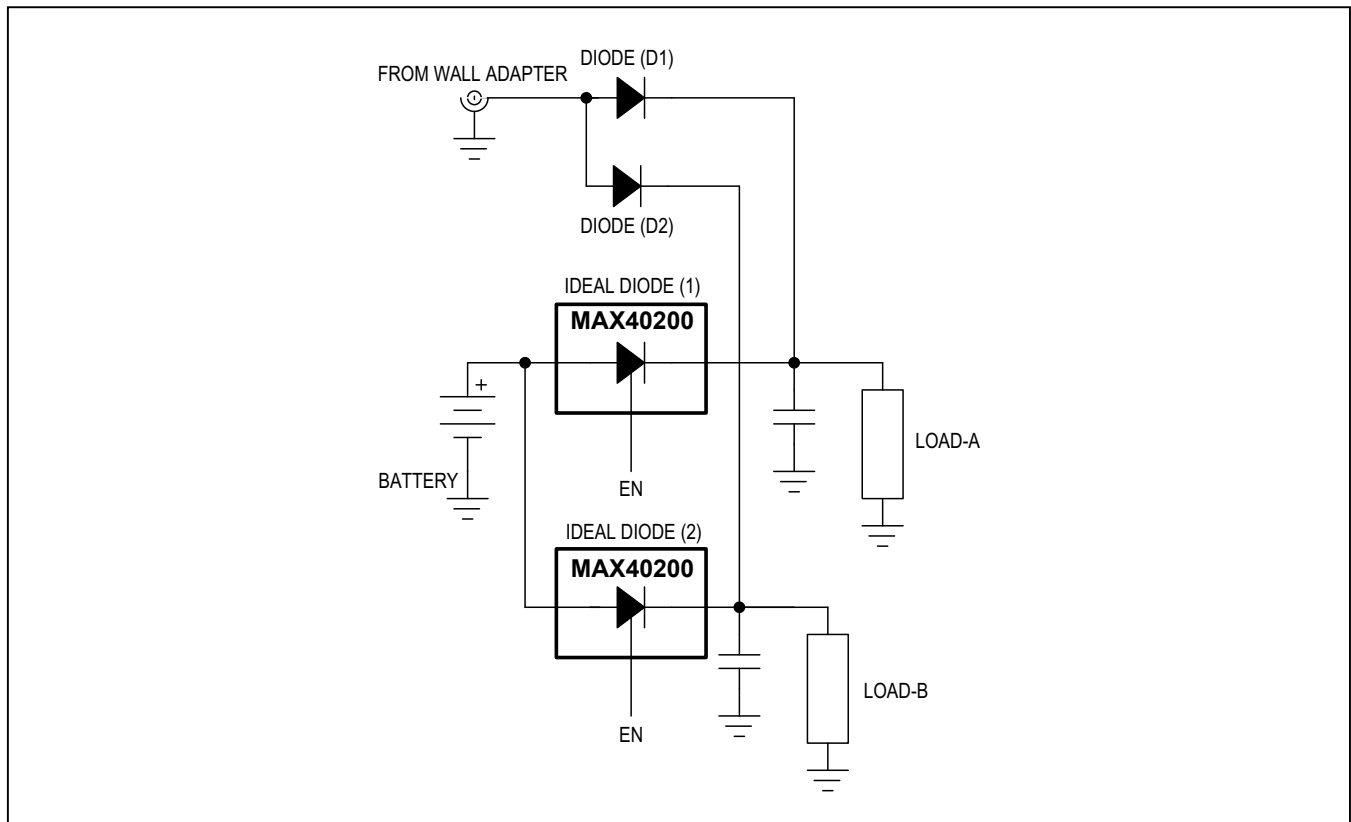 DIODE (D1)
FROM WALL ADAPTER
DIODE (D2)
IDEAL DIODE (1)
MAX40200
+
BATTERY
EN
LOAD-A
IDEAL DIODE (2)
MAX40200
EN
LOAD-B